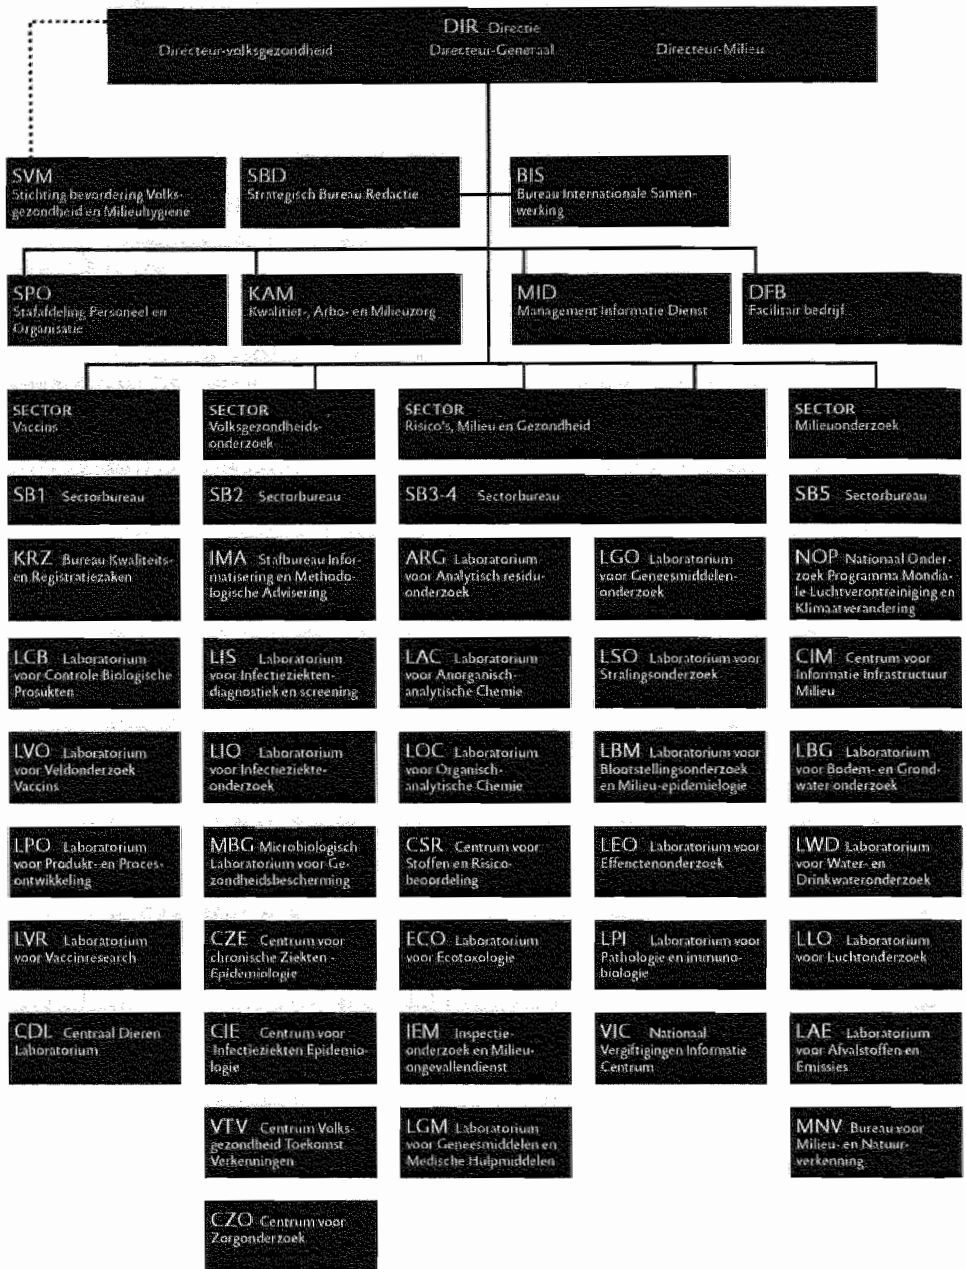 DIR Directie
Directeur-volksgezondheid Directeur-Generaal Directeur-Milieu
SVM
Stichting bevordering Volks-
gezondheid en Milieuhygiene
SBD
Strategisch Bureau Redactie
BIS
Bureau Internationale Samen-
werking
SPO
Stafafdeling Personeel en
Organisatie
KAM
Kwaliteit-, Arbo- en Milieuzorg
MID
Management Informatie Dienst
DFB
Facilitair bedrijf
SECTOR
Vaccins
SECTOR
Volksgezondheids-
onderzoek
SECTOR
Risico's, Milieu en Gezondheid
SECTOR
Milieuonderzoek
SB1 Sectorbureau
SB2 Sectorbureau
SB3-4 Sectorbureau
SB5 Sectorbureau
KRZ Bureau Kwaliteits-
en Registratiezaken
IMA Stafbureau Infor-
matisering en Methodo-
logische Advisering
ARG Laboratorium
voor Analytisch residu-
onderzoek
LGO Laboratorium
voor Geneesmiddelen-
onderzoek
NOP Nationaal Onder-
zoek Programma Mondia-
le Luchtverontreiniging en
Klimaatverandering
LCB Laboratorium
voor Controle Biologische
Prosukten
LIS Laboratorium
voor Infectieziekten-
diagnostiek en screening
LAC Laboratorium
voor Anorganisch-
analytische Chemie
LSO Laboratorium voor
Stralingsonderzoek
CIM Centrum voor
Informatie Infrastructuur
Milieu
LVO Laboratorium
voor Veldonderzoek
Vaccins
LIO Laboratorium
voor Infectieziekte-
onderzoek
LOC Laboratorium
voor Organisch-
analytische Chemie
LBM Laboratorium voor
Blootstellingsonderzoek
en Milieu-epidemielogie
LBG Laboratorium
voor Bodem- en Grond-
water onderzoek
LPO Laboratorium
voor Produkt- en Proces-
ontwikkeling
MBG Microbiologisch
Laboratorium voor Ge-
zondheidsbescherming
CSR Centrum voor
Stoffen en Risico-
beoordeling
LEO Laboratorium voor
Effenctenonderzoek
LWD Laboratorium
voor Water- en
Drinkwateronderzoek
LVR Laboratorium
voor Vaccinresearch
CZE Centrum voor
chronische Ziekten -
Epidemiologie
ECO Laboratorium
voor Ecotoxologie
LPI Laboratorium voor
Pathologie en immuno-
biologie
LLO Laboratorium
voor Luchtonderzoek
CDL Centraal Dieren
Laboratorium
CIE Centrum voor
Infectieziekten Epidemio-
logie
IEM Inspectie-
onderzoek en Milieu-
ongevallendienst
VIC Nationaal
Vergiftigingen Informatie
Centrum
LAE Laboratorium
voor Afvalstoffen en
Emissies
VTV Centrum Volks-
gezondheid Toekomst
Verkenningen
LGM Laboratorium
voor Geneesmiddelen en
Medische Hulpmiddelen
MNV Bureau voor
Milieu- en Natuur-
verkenning
CZO Centrum voor
Zorgonderzoek